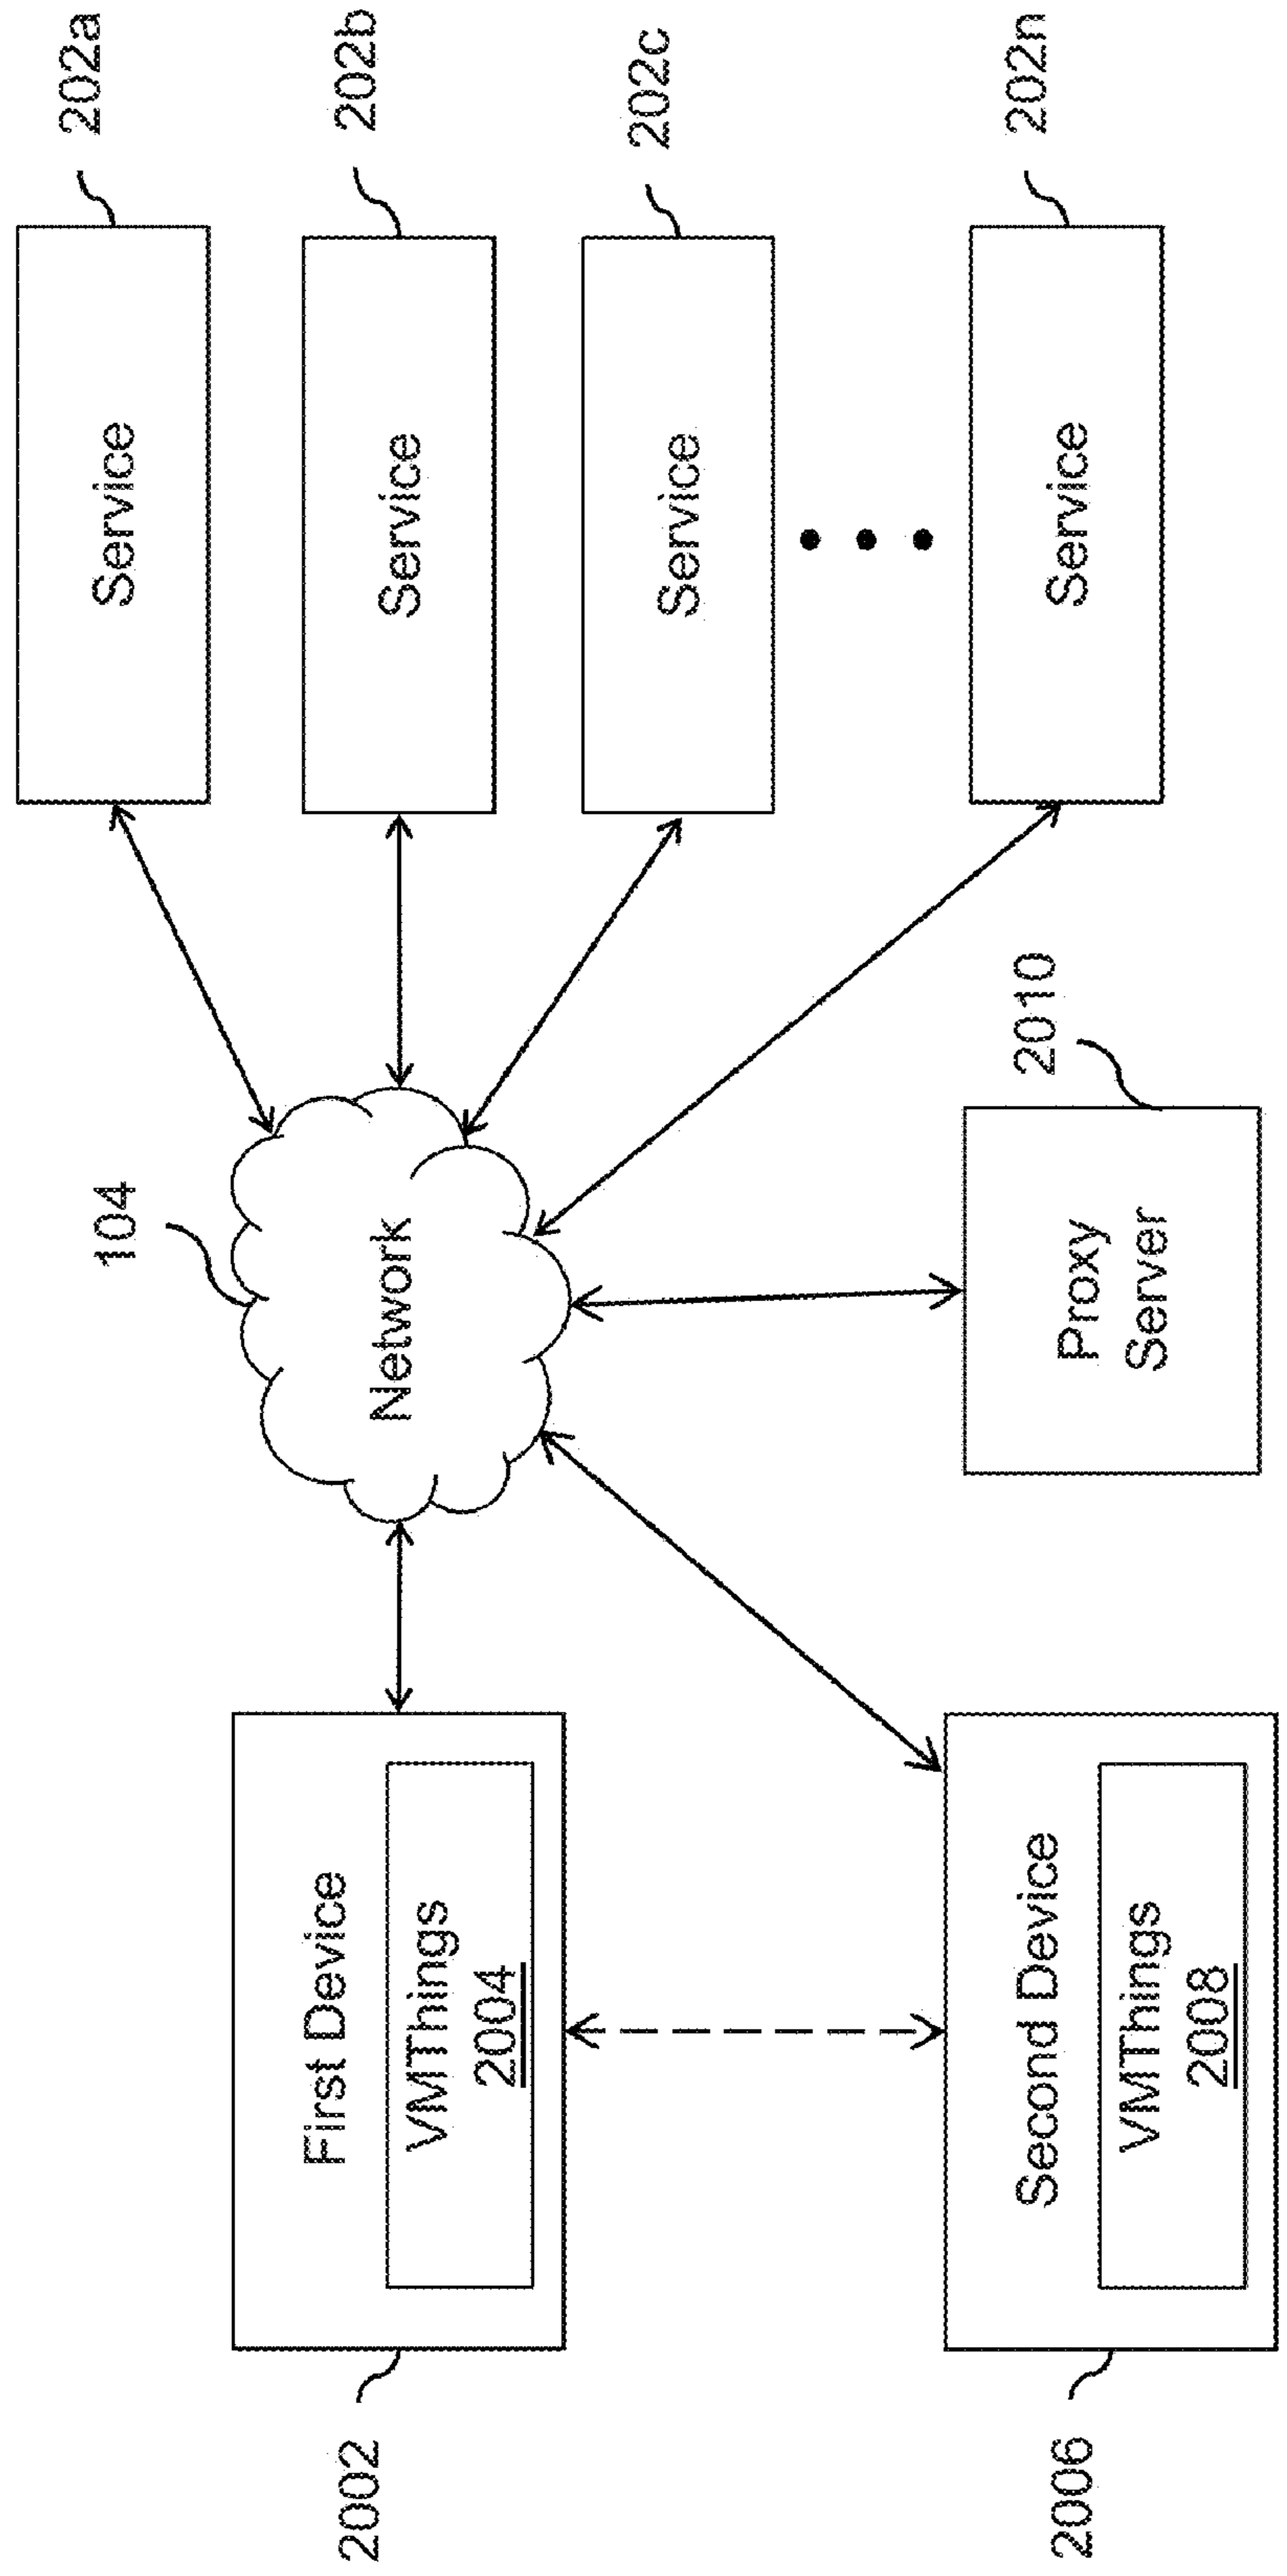 202a
Service
202b
Service
202c
Service
202n
Service
104
Network
2010
Proxy
Server
First Device
VMThings
2004
2002
Second Device
VMThings
2008
2006